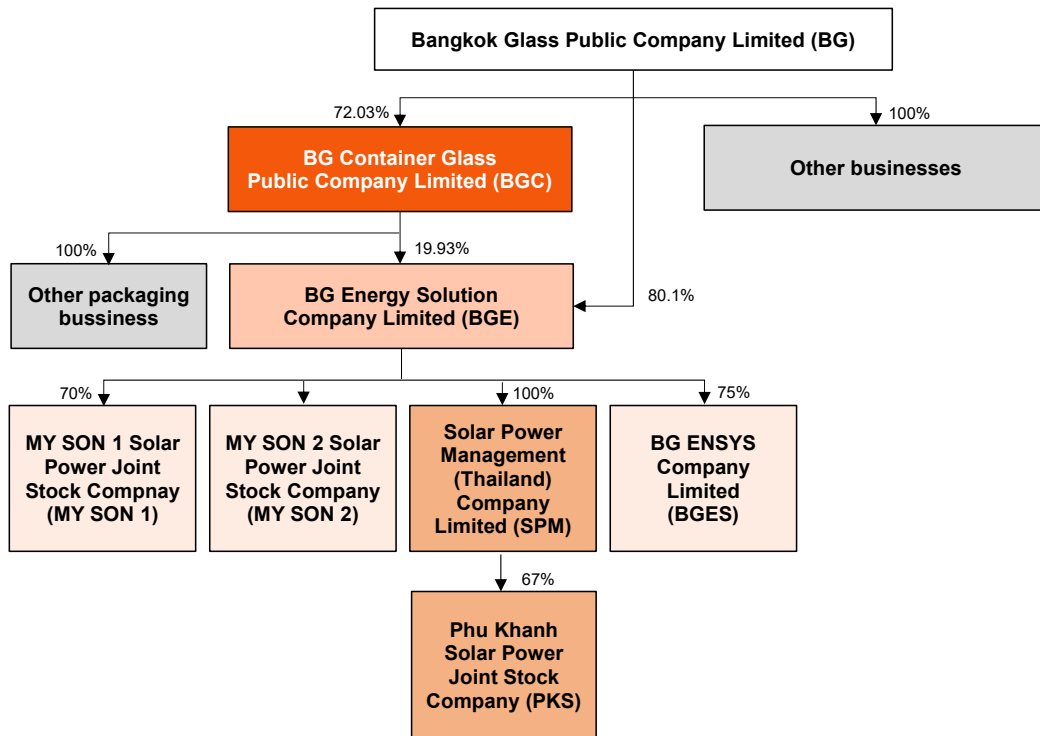 Bangkok Glass Public Company Limited (BG)
72.03%
100%
BG Container Glass
Public Company Limited (BGC)
Other businesses
100%
19.93%
Other packaging
bussiness
BG Energy Solution
Company Limited (BGE)
80.1%
70%
100%
75%
MY SON 1 Solar
Power Joint
Stock Compnay
(MY SON 1)
MY SON 2 Solar
Power Joint
Stock Company
(MY SON 2)
Solar Power
Management
(Thailand)
Company
Limited (SPM)
BG ENSYS
Company
Limited
(BGES)
67%
Phu Khanh
Solar Power
Joint Stock
Company (PKS)